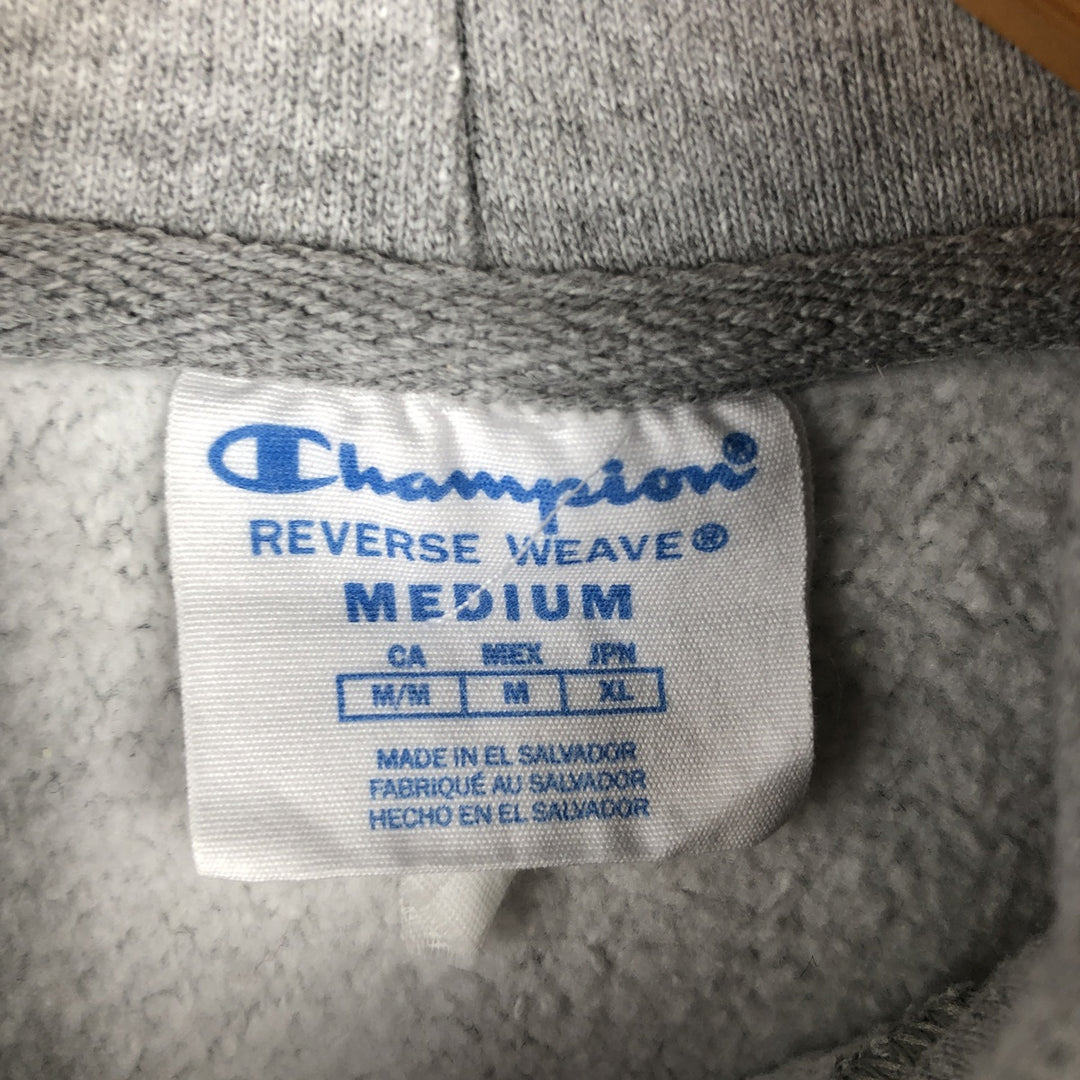 Champion®
REVERSE WEAVE®
MEDIUM
CA MEX JPN
M/M M XL
MADE IN EL SALVADOR
FABRIQUÉ AU SALVADOR
HECHO EN EL SALVADOR